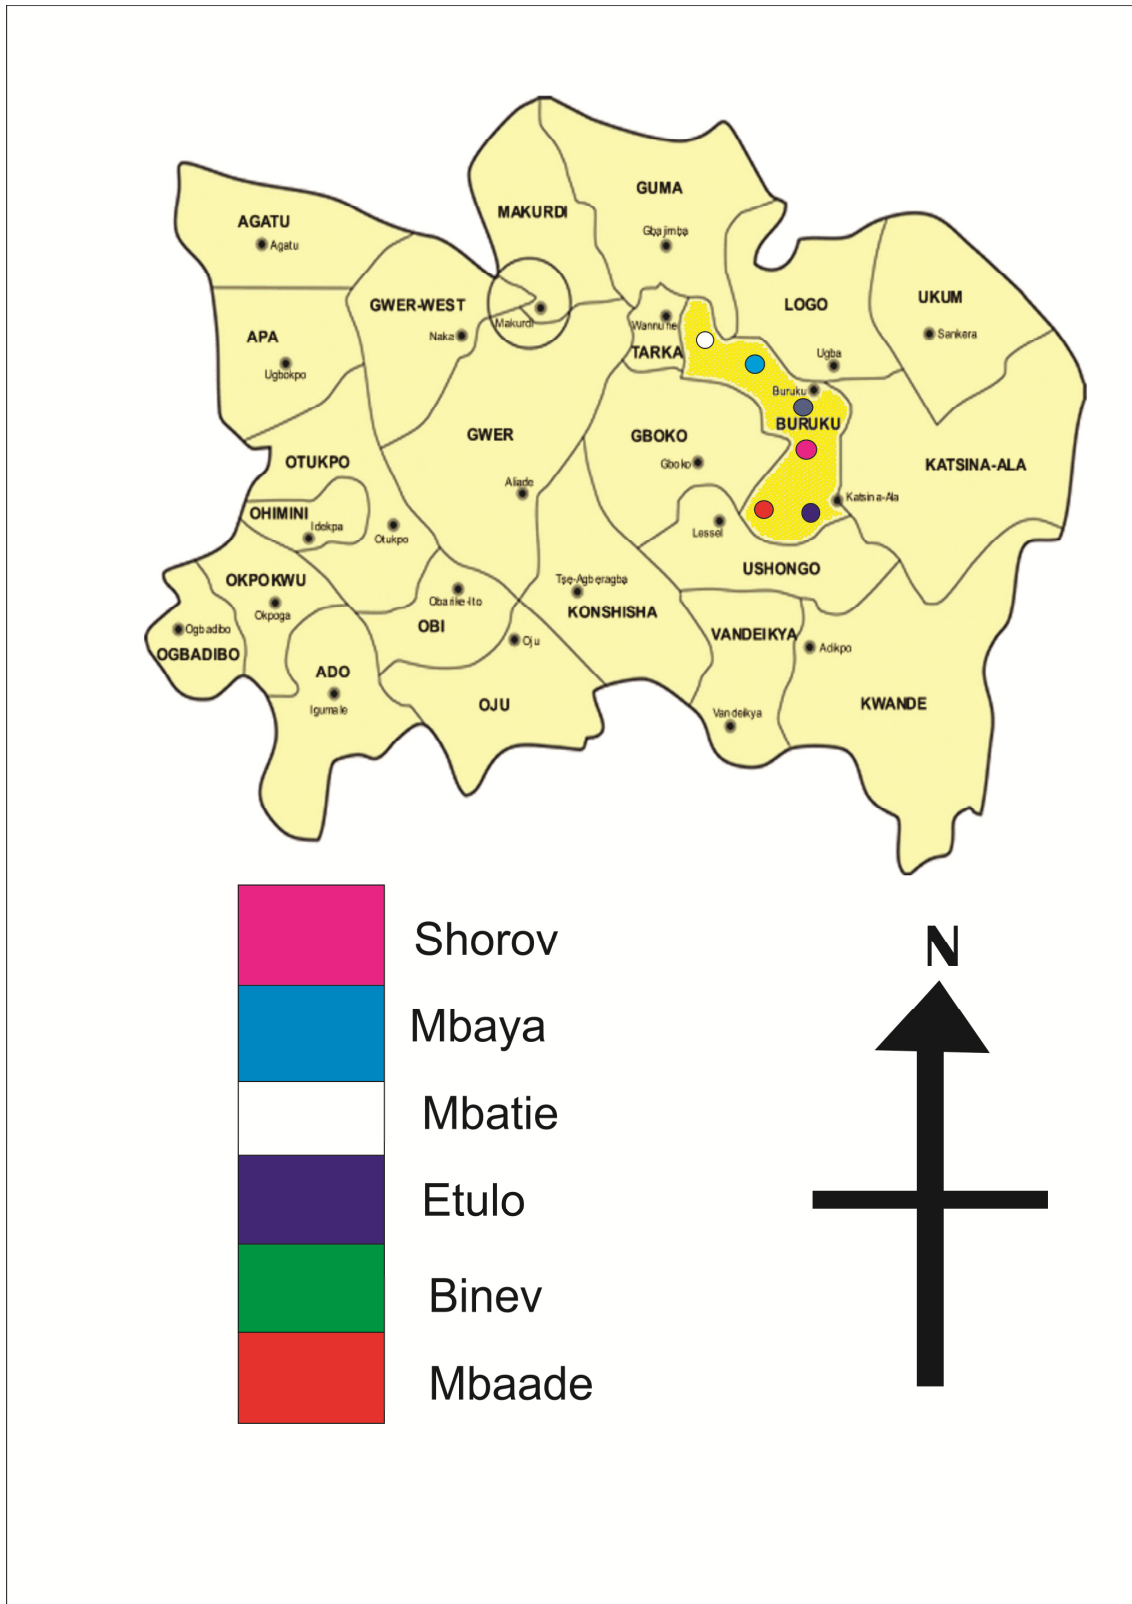 GUMA
MAKURDI
AGATU
Gbajimba
Agatu
UKUM
LOGO
GWER-WEST
Makurdi
Wannune
Sankera
APA
Naka
TARKA
Ugba
Ugbokpo
Buruku
BURUKU
GWER
GBOKO
OTUKPO
Gboko
KATSINA-ALA
Aliade
Katsina-Ala
OHIMINI
Idekpa
Otukpo
Lessel
USHONGO
OKPOKWU
Tse-Agberagba
Obarike-Ito
Okpoga
KONSHISHA
OBI
Ogbadibo
VANDEIKYA
Oju
Adikpo
OGBADIBO
ADO
OJU
KWANDE
Igumale
Vandeikya
Shorov
Mbaya
Mbatie
Etulo
Binev
Mbaade
N